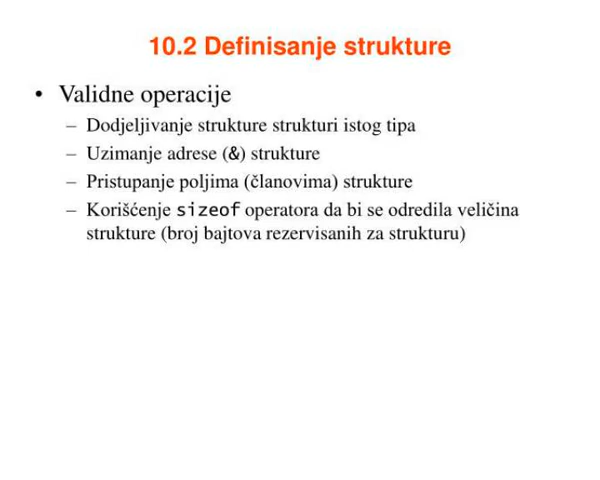 10.2 Definisanje strukture
• Validne operacije
– Dodjeljivanje strukture strukturi istog tipa
– Uzimanje adrese (&) strukture
– Pristupanje poljima (članovima) strukture
– Korišćenje sizeof operatora da bi se odredila veličina
strukture (broj bajtova rezervisanih za strukturu)